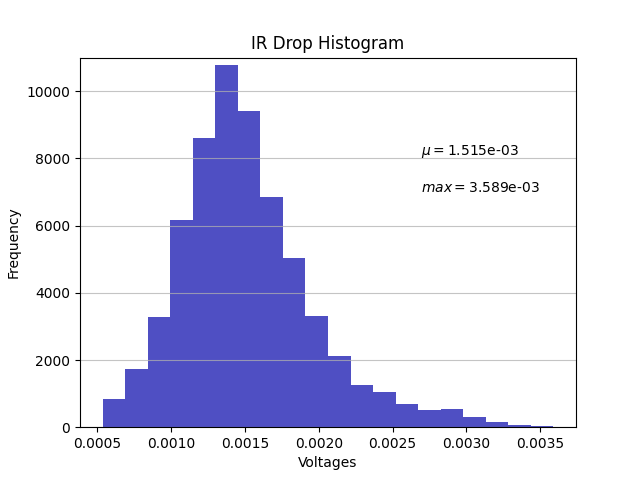 IR Drop Histogram
10000
8000
6000
4000
2000
0
Frequency
μ = 1.515e-03
max = 3.589e-03
0.0005 0.0010 0.0015 0.0020 0.0025 0.0030 0.0035
Voltages